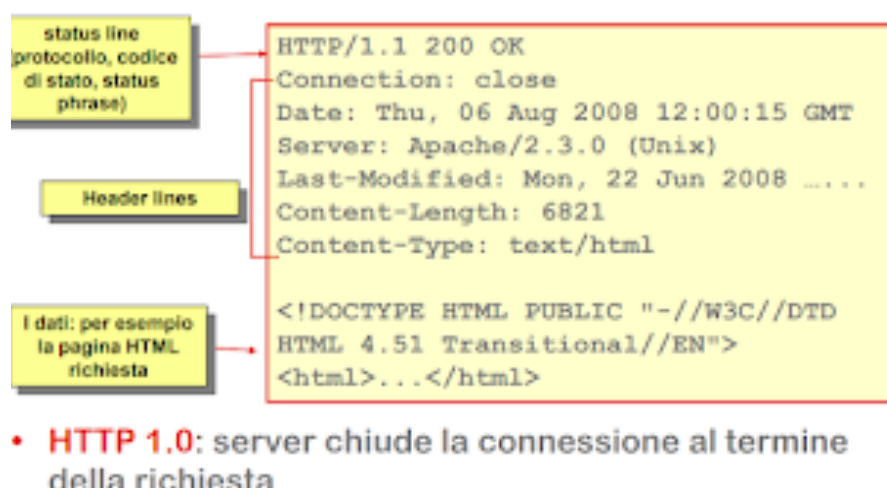 status line
(protocollo, codice
di stato, status
phrase)
HTTP/1.1 200 OK
Connection: close
Date: Thu, 06 Aug 2008 12:00:15 GMT
Server: Apache/2.3.0 (Unix)
Last-Modified: Mon, 22 Jun 2008 …...
Content-Length: 6821
Content-Type: text/html
Header lines
I dati: per esempio
la pagina HTML
richiesta
<!DOCTYPE HTML PUBLIC "-//W3C//DTD
HTML 4.51 Transitional//EN">
<html>...</html>
• HTTP 1.0: server chiude la connessione al termine
della richiesta